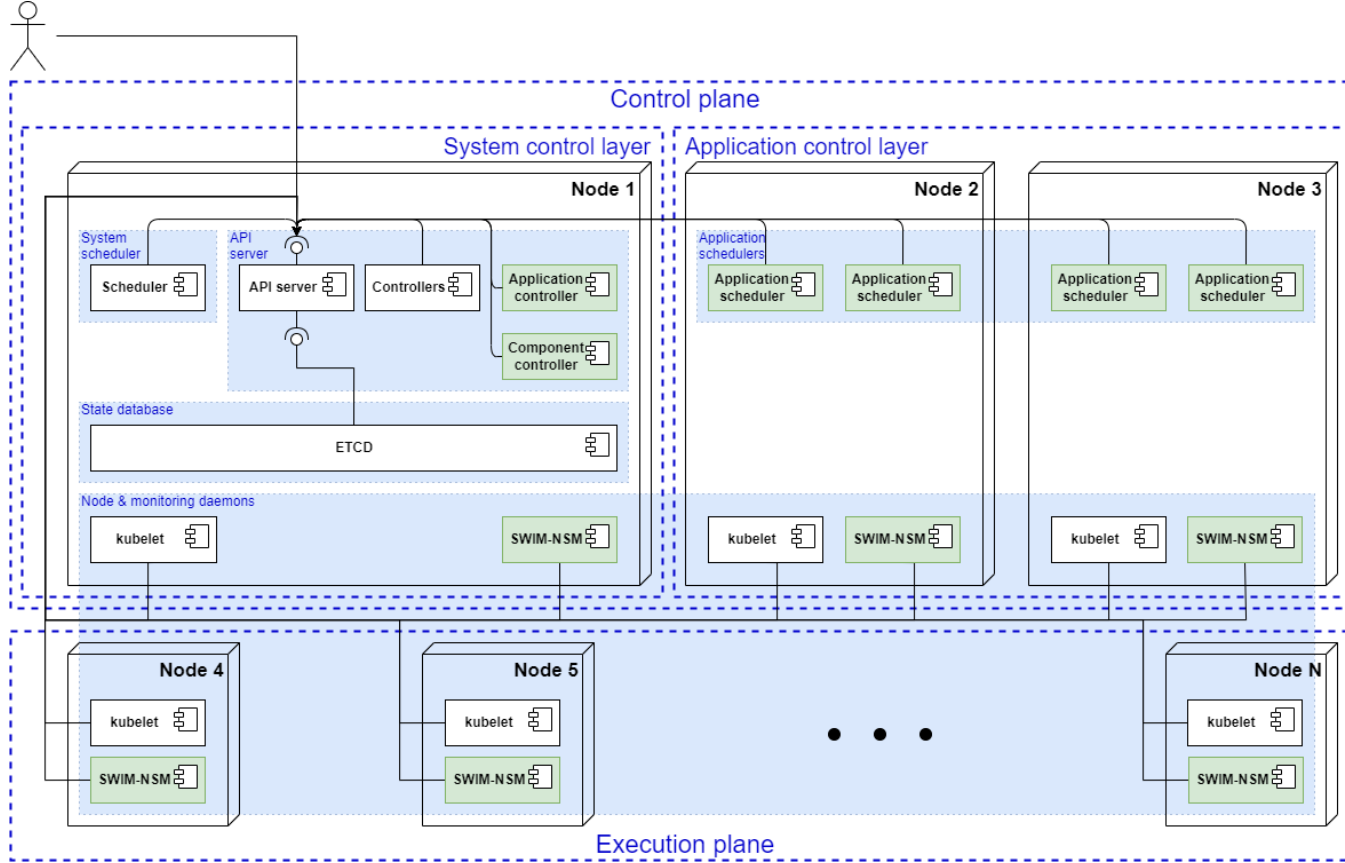 Control plane
System control layer
Application control layer
Node 1
Node 2
Node 3
System
scheduler
API
server
Application
schedulers
Scheduler
API server
Controllers
Application
controller
Application
scheduler
Application
scheduler
Application
scheduler
Application
scheduler
Component
controller
State database
ETCD
Node & monitoring daemons
kubelet
SWIM-NSM
kubelet
SWIM-NSM
kubelet
SWIM-NSM
Node 4
Node 5
Node N
kubelet
kubelet
kubelet
SWIM-NSM
SWIM-NSM
SWIM-NSM
Execution plane